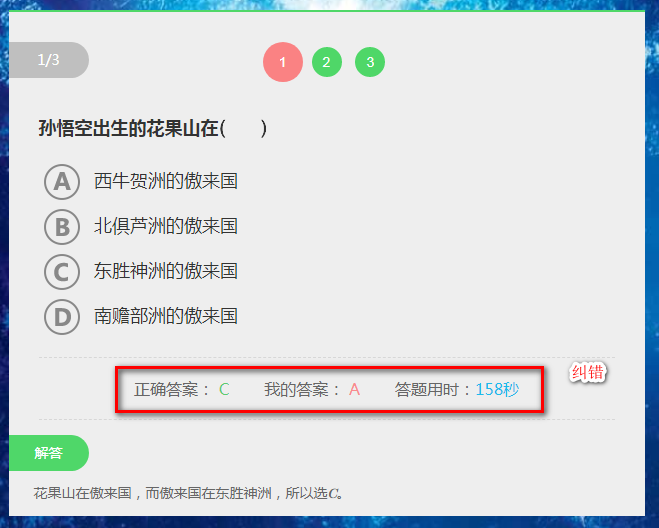 1/3
1 2 3
孙悟空出生的花果山在(　　)
A 西牛贺洲的傲来国
B 北俱芦洲的傲来国
C 东胜神洲的傲来国
D 南赡部洲的傲来国
纠错
正确答案： C 我的答案： A 答题用时：158秒
解答
花果山在傲来国，而傲来国在东胜神洲，所以选C。